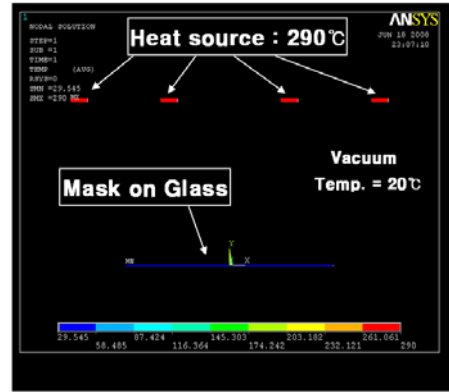 1
NODAL SOLUTION
STEP=1
SUB =1
TIME=1
TEMP (AVG)
RSYS=0
SMN =29.545
SMX =290
ANSYS
JUN 18 2008
23:07:10
Heat source : 290℃
MX
Vacuum
Temp. = 20℃
Mask on Glass
Y
MN
X
29.545 87.424 145.303 203.182 261.061
58.485 116.364 174.242 232.121 290